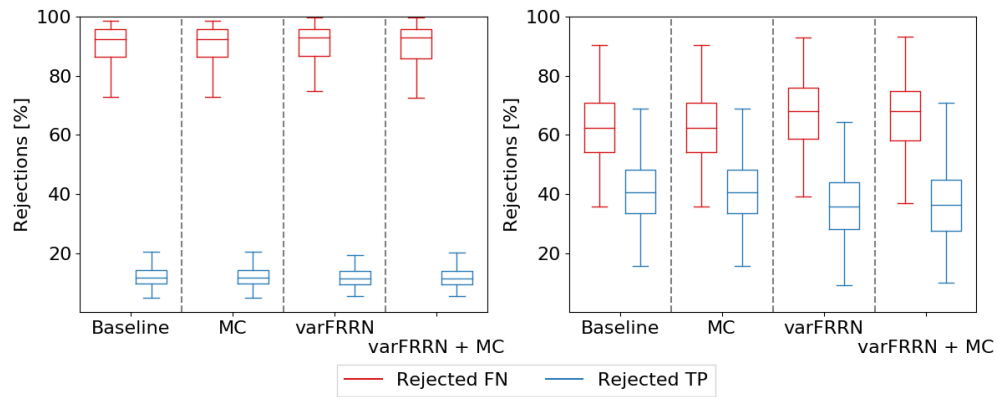 Rejections [%]
100
80
60
40
20
Baseline
MC
varFRRN
varFRRN + MC
Rejections [%]
100
80
60
40
20
Baseline
MC
varFRRN
varFRRN + MC
Rejected FN
Rejected TP